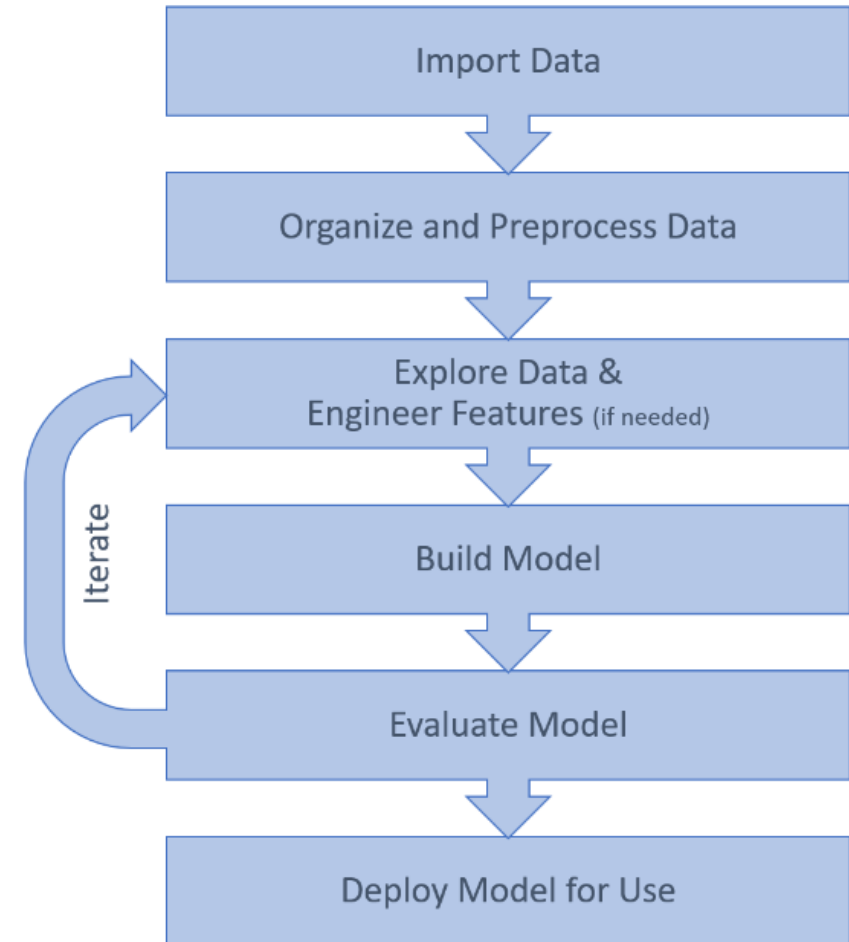 Import Data
Organize and Preprocess Data
Explore Data &
Engineer Features (if needed)
Iterate
Build Model
Evaluate Model
Deploy Model for Use